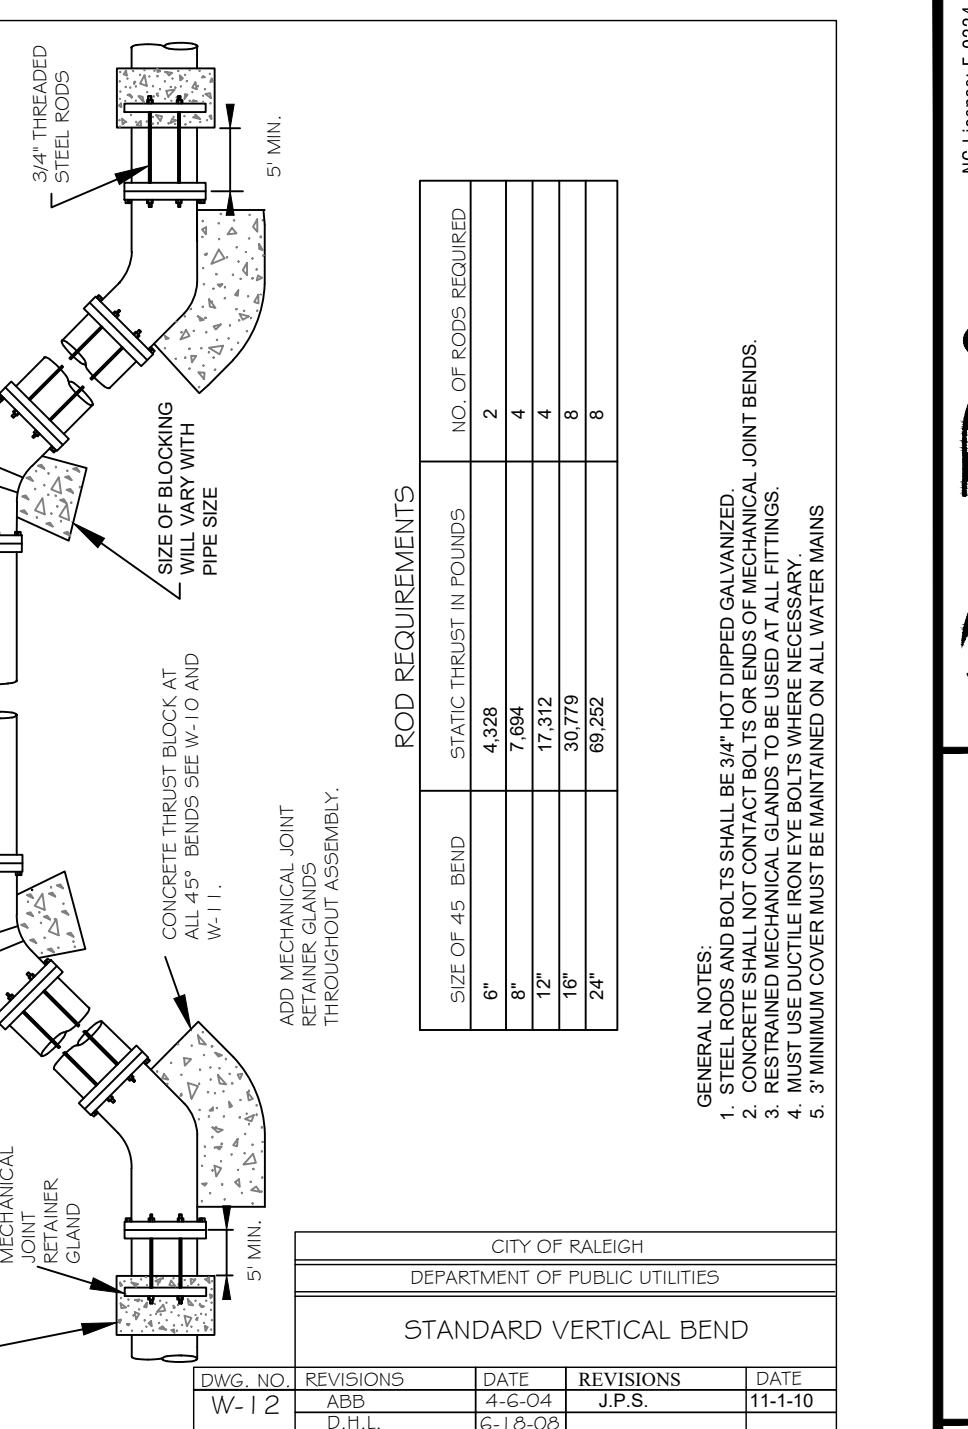 3/4" THREADED
STEEL RODS
5' MIN.
SIZE OF BLOCKING
WILL VARY WITH
PIPE SIZE
CONCRETE THRUST BLOCK AT
ALL 45° BENDS SEE W-10 AND
W-11.
ADD MECHANICAL JOINT
RETAINER GLANDS
THROUGHOUT ASSEMBLY.
MECHANICAL
JOINT
RETAINER
GLAND
5' MIN.
ROD REQUIREMENTS
SIZE OF 45 BEND STATIC THRUST IN POUNDS NO. OF RODS REQUIRED
6" 4,328 2
8" 7,694 4
12" 17,312 4
16" 30,779 8
24" 69,252 8
GENERAL NOTES:
1. STEEL RODS AND BOLTS SHALL BE 3/4" HOT DIPPED GALVANIZED.
2. CONCRETE SHALL NOT CONTACT BOLTS OR ENDS OF MECHANICAL JOINT BENDS.
3. RESTRAINED MECHANICAL GLANDS TO BE USED AT ALL FITTINGS.
4. MUST USE DUCTILE IRON EYE BOLTS WHERE NECESSARY.
5. 3' MINIMUM COVER MUST BE MAINTAINED ON ALL WATER MAINS
CITY OF RALEIGH
DEPARTMENT OF PUBLIC UTILITIES
STANDARD VERTICAL BEND
DWG. NO. REVISIONS DATE REVISIONS DATE
W-12 ABB 4-6-04 J.P.S. 11-1-10
D.H.L. 6-18-08